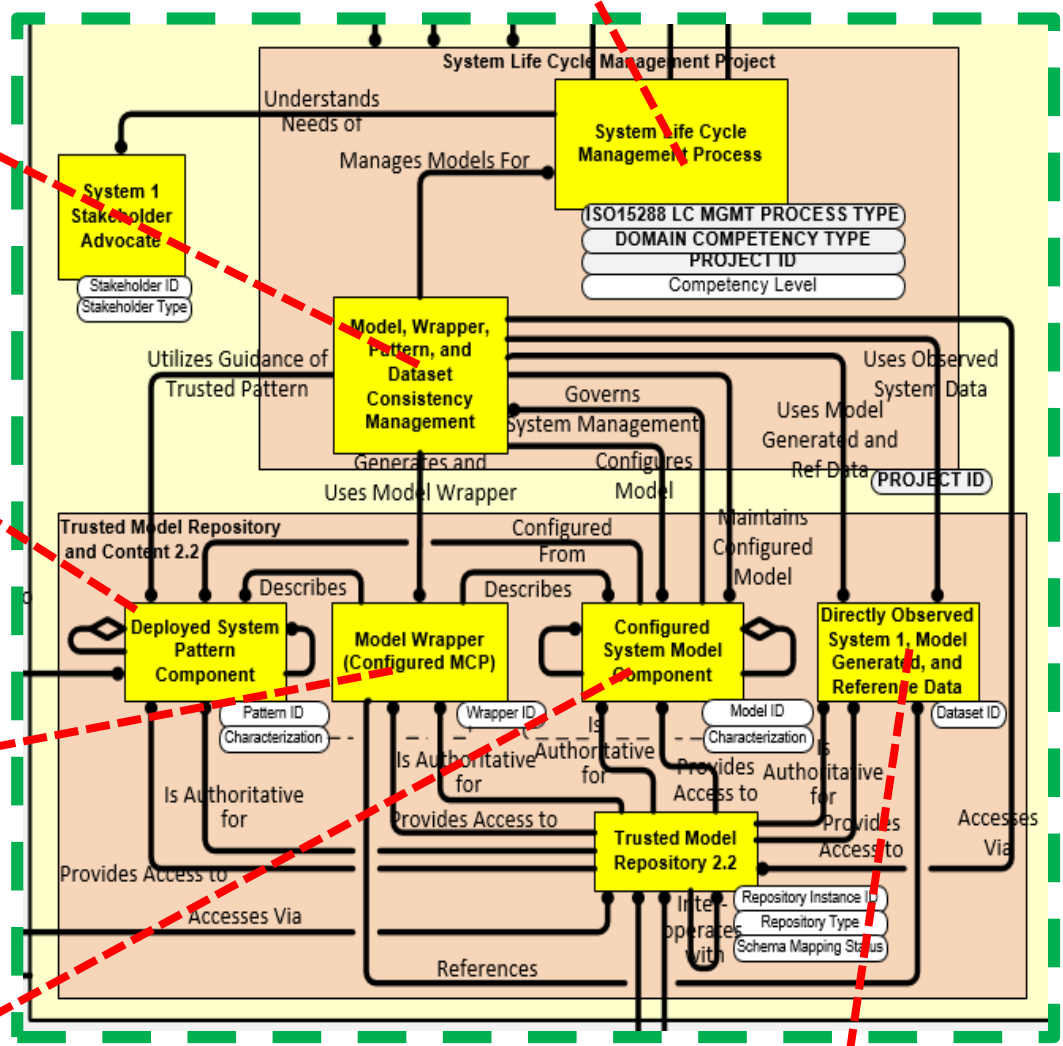 System Life Cycle Management Project
Understands
Needs of
System Life Cycle
Management Process
Manages Models For
System 1
Stakeholder
Advocate
ISO15288 LC MGMT PROCESS TYPE
DOMAIN COMPETENCY TYPE
PROJECT ID
Competency Level
Stakeholder ID
Stakeholder Type
Model, Wrapper,
Pattern, and
Dataset
Consistency
Management
Utilizes Guidance of
Trusted Pattern
Uses Observed
System Data
Governs
System Management
Uses Model
Generated and
Ref Data
Generates and
Uses Model Wrapper
Configures
Model
PROJECT ID
Trusted Model Repository
and Content 2.2
Configured
From
Maintains
Configured
Model
Describes
Describes
Deployed System
Pattern
Component
Model Wrapper
(Configured MCP)
Configured
System Model
Component
Directly Observed
System 1, Model
Generated, and
Reference Data
Pattern ID
Characterization
Wrapper ID
Model ID
Characterization
Dataset ID
Is Authoritative
for
Is Authoritative
for
Is
Authoritative
for
Provides
Access to
Is
Authoritative
for
Provides Access to
Provides
Access to
Accesses
Via
Trusted Model
Repository 2.2
Provides Access to
Accesses Via
Inter-
operates
with
Repository Instance ID
Repository Type
Schema Mapping Status
References